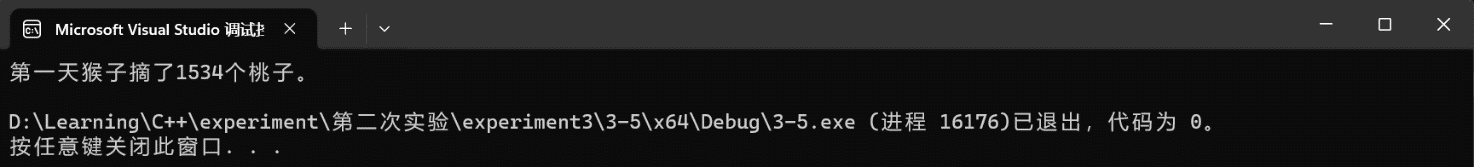 Microsoft Visual Studio 调试
第一天猴子摘了1534个桃子。
D:\Learning\C++\experiment\第二次实验\experiment3\3-5\x64\Debug\3-5.exe (进程 16176)已退出，代码为 0。
按任意键关闭此窗口. . .